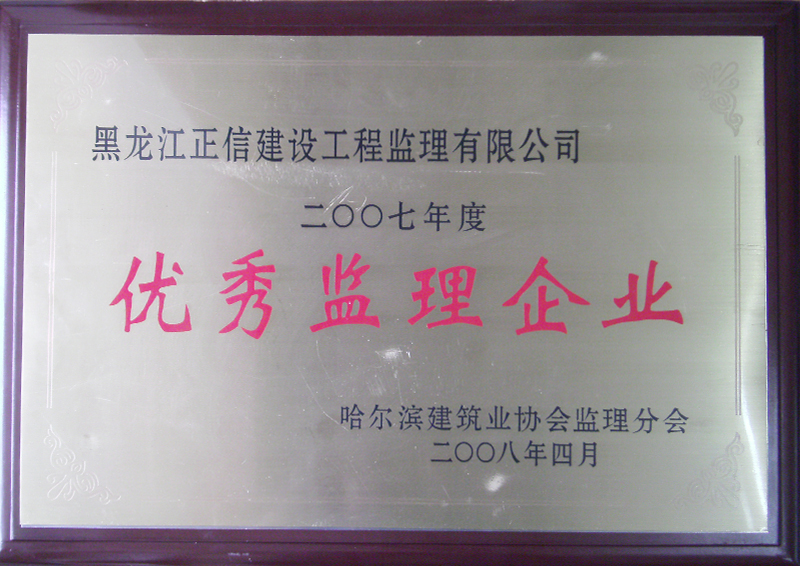 黑龙江正信建设工程监理有限公司
二〇〇七年度
优秀监理企业
哈尔滨建筑业协会监理分会
二〇〇八年四月